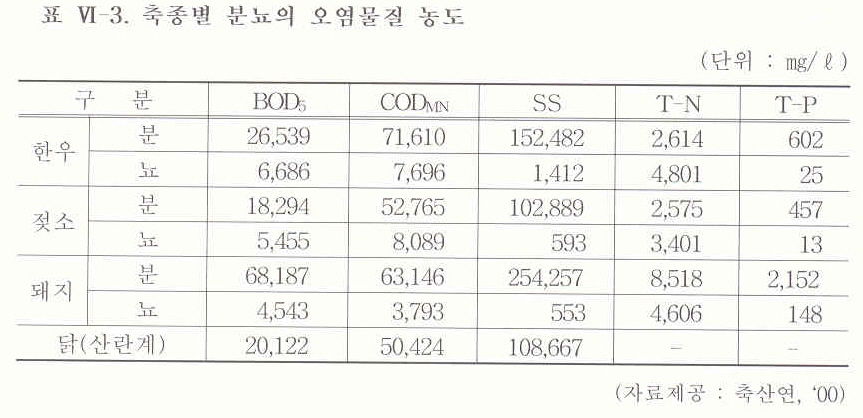 표 Ⅵ-3. 축종별 분뇨의 오염물질 농도
(단위 : mg/ℓ)
구 분 BOD₅ COD_MN SS T-N T-P
한우 분 26,539 71,610 152,482 2,614 602
뇨 6,686 7,696 1,412 4,801 25
젖소 분 18,294 52,765 102,889 2,575 457
뇨 5,455 8,089 593 3,401 13
돼지 분 68,187 63,146 254,257 8,518 2,152
뇨 4,543 3,793 553 4,606 148
닭(산란계) 20,122 50,424 108,667 - -
(자료제공 : 축산연, ‘00)